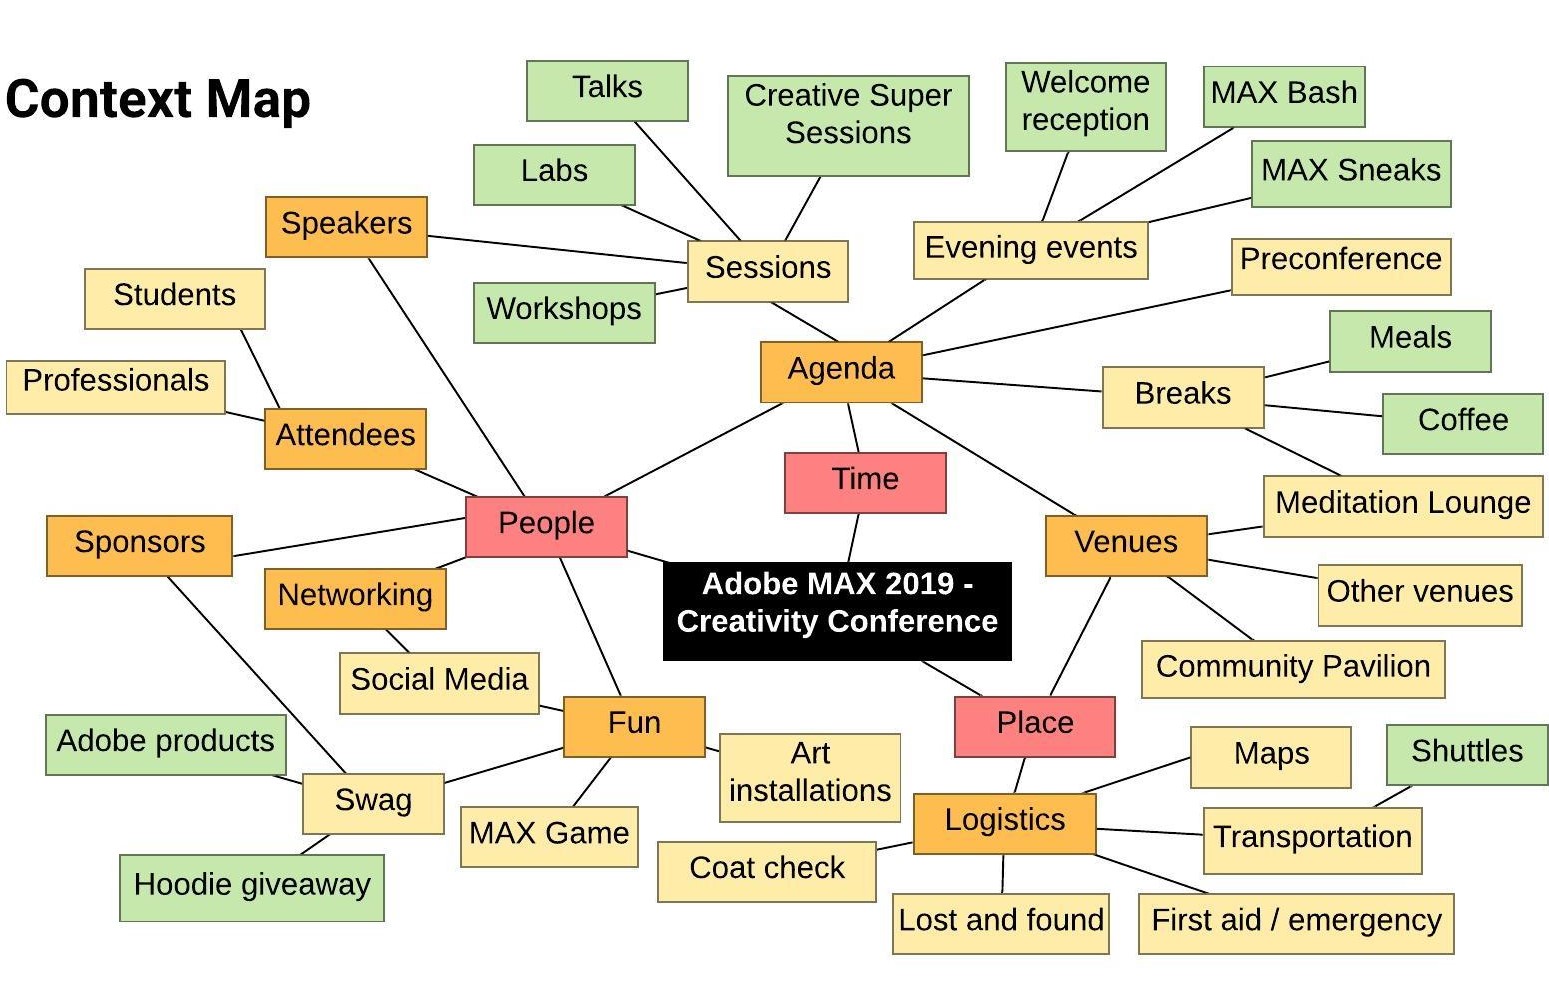 Context Map
Talks
Creative Super
Sessions
Welcome
reception
MAX Bash
Labs
MAX Sneaks
Speakers
Sessions
Evening events
Preconference
Students
Workshops
Meals
Agenda
Breaks
Professionals
Coffee
Attendees
Time
Meditation Lounge
People
Sponsors
Venues
Networking
Adobe MAX 2019 -
Creativity Conference
Other venues
Social Media
Community Pavilion
Fun
Place
Adobe products
Art
installations
Maps
Shuttles
Swag
MAX Game
Logistics
Transportation
Coat check
Hoodie giveaway
Lost and found
First aid / emergency